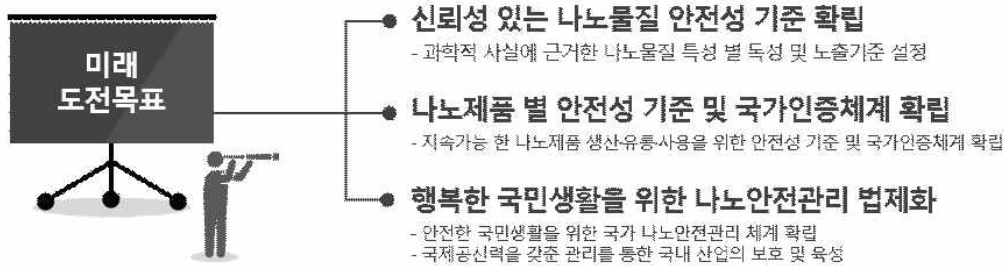 미래
도전목표
신뢰성 있는 나노물질 안전성 기준 확립
- 과학적 사실에 근거한 나노물질 특성 별 독성 및 노출기준 설정
나노제품 별 안전성 기준 및 국가인증체계 확립
- 지속가능 한 나노제품 생산·유통·사용을 위한 안전성 기준 및 국가인증체계 확립
행복한 국민생활을 위한 나노안전관리 법제화
- 안전한 국민생활을 위한 국가 나노안전관리 체계 확립
- 국제공신력을 갖춘 관리를 통한 국내 산업의 보호 및 육성